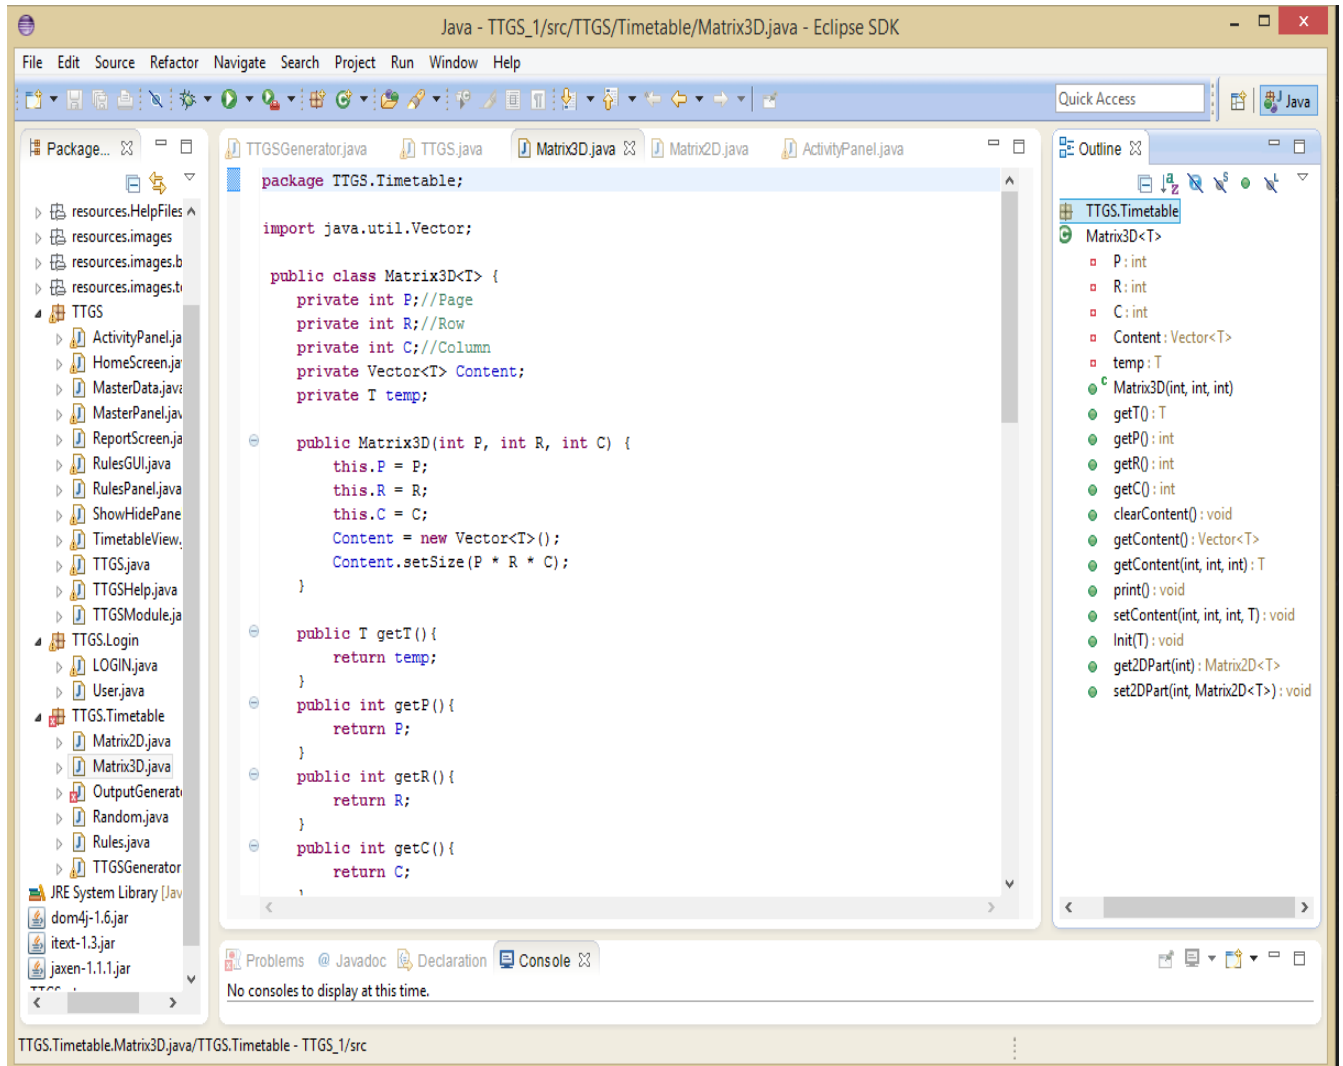 Java - TTGS_1/src/TTGS/Timetable/Matrix3D.java - Eclipse SDK
File Edit Source Refactor Navigate Search Project Run Window Help
Quick Access
Java
Package...
resources.HelpFiles
resources.images
resources.images.b
resources.images.t
TTGS
ActivityPanel.ja
HomeScreen.ja
MasterData.java
MasterPanel.jav
ReportScreen.ja
RulesGUI.java
RulesPanel.java
ShowHidePane
TimetableView.
TTGS.java
TTGSHelp.java
TTGSModule.ja
TTGS.Login
LOGIN.java
User.java
TTGS.Timetable
Matrix2D.java
Matrix3D.java
OutputGenerat
Random.java
Rules.java
TTGSGenerator
JRE System Library [Jav
dom4j-1.6.jar
itext-1.3.jar
jaxen-1.1.1.jar
TTGSGenerator.java TTGS.java Matrix3D.java Matrix2D.java ActivityPanel.java
package TTGS.Timetable;
import java.util.Vector;
public class Matrix3D<T> {
private int P;//Page
private int R;//Row
private int C;//Column
private Vector<T> Content;
private T temp;
public Matrix3D(int P, int R, int C) {
this.P = P;
this.R = R;
this.C = C;
Content = new Vector<T>();
Content.setSize(P * R * C);
}
public T getT(){
return temp;
}
public int getP(){
return P;
}
public int getR(){
return R;
}
public int getC(){
return C;
Outline
TTGS.Timetable
Matrix3D<T>
P : int
R : int
C : int
Content : Vector<T>
temp : T
Matrix3D(int, int, int)
getT() : T
getP() : int
getR() : int
getC() : int
clearContent() : void
getContent() : Vector<T>
getContent(int, int, int) : T
print() : void
setContent(int, int, int, T) : void
Init(T) : void
get2DPart(int) : Matrix2D<T>
set2DPart(int, Matrix2D<T>) : void
Problems @ Javadoc Declaration Console
No consoles to display at this time.
TTGS.Timetable.Matrix3D.java/TTGS.Timetable - TTGS_1/src